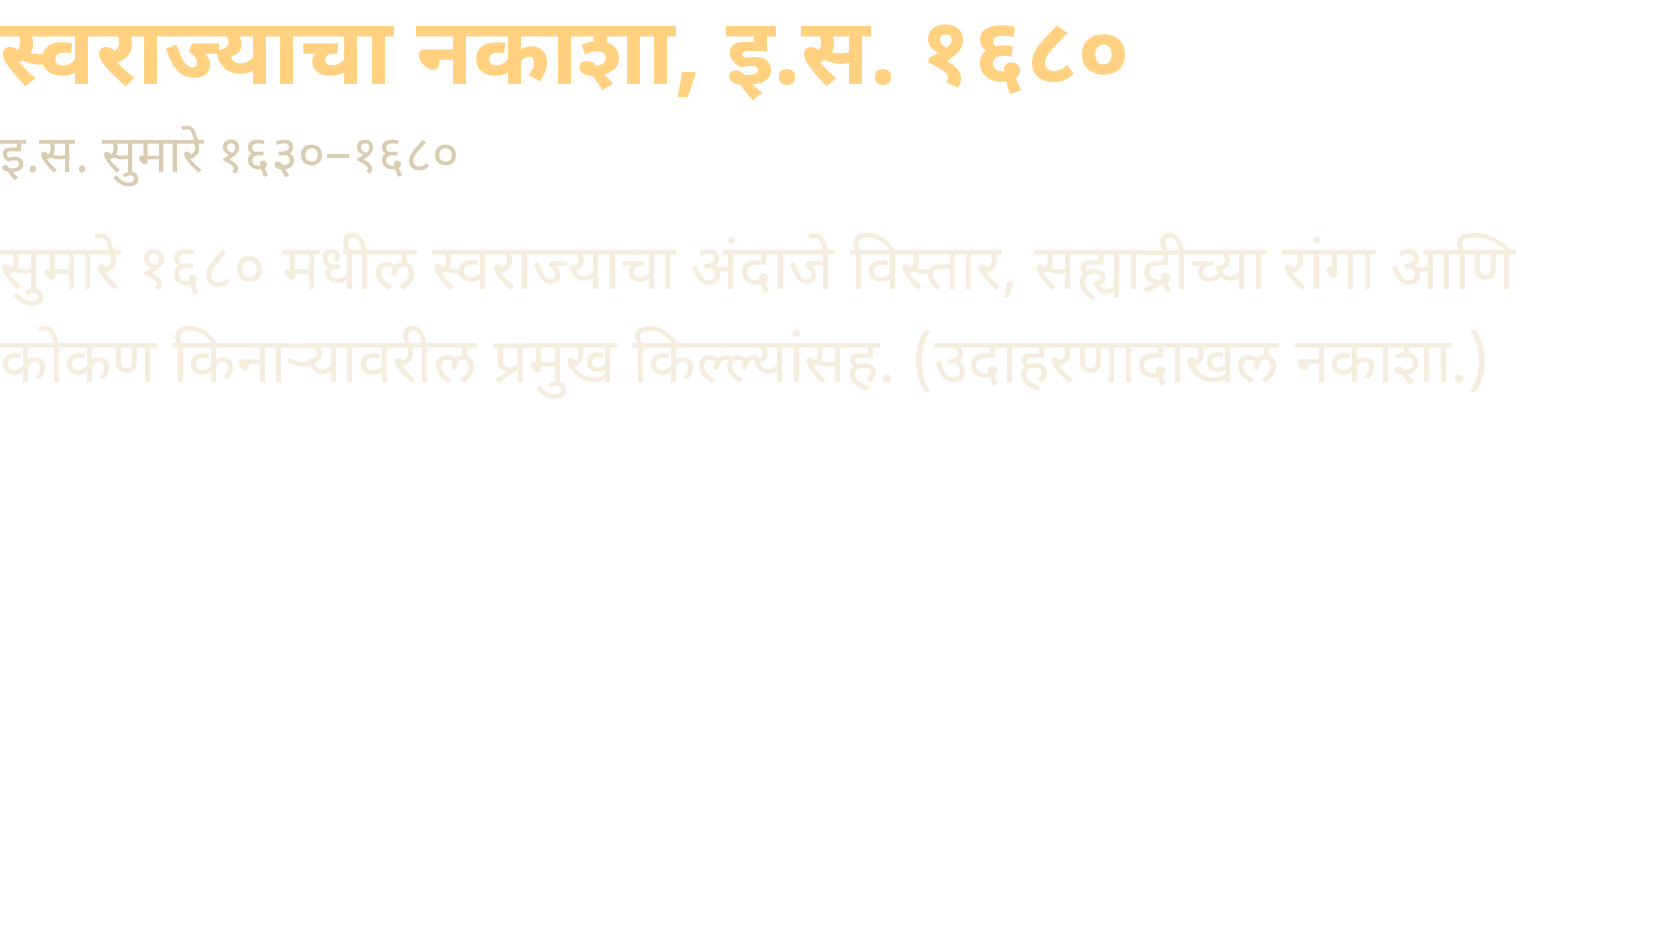 स्वराज्याचा नकाशा, इ.स. १६८०
इ.स. सुमारे १६३०–१६८०
सुमारे १६८० मधील स्वराज्याचा अंदाजे विस्तार, सह्याद्रीच्या रांगा आणि
कोकण किनाऱ्यावरील प्रमुख किल्ल्यांसह. (उदाहरणादाखल नकाशा.)